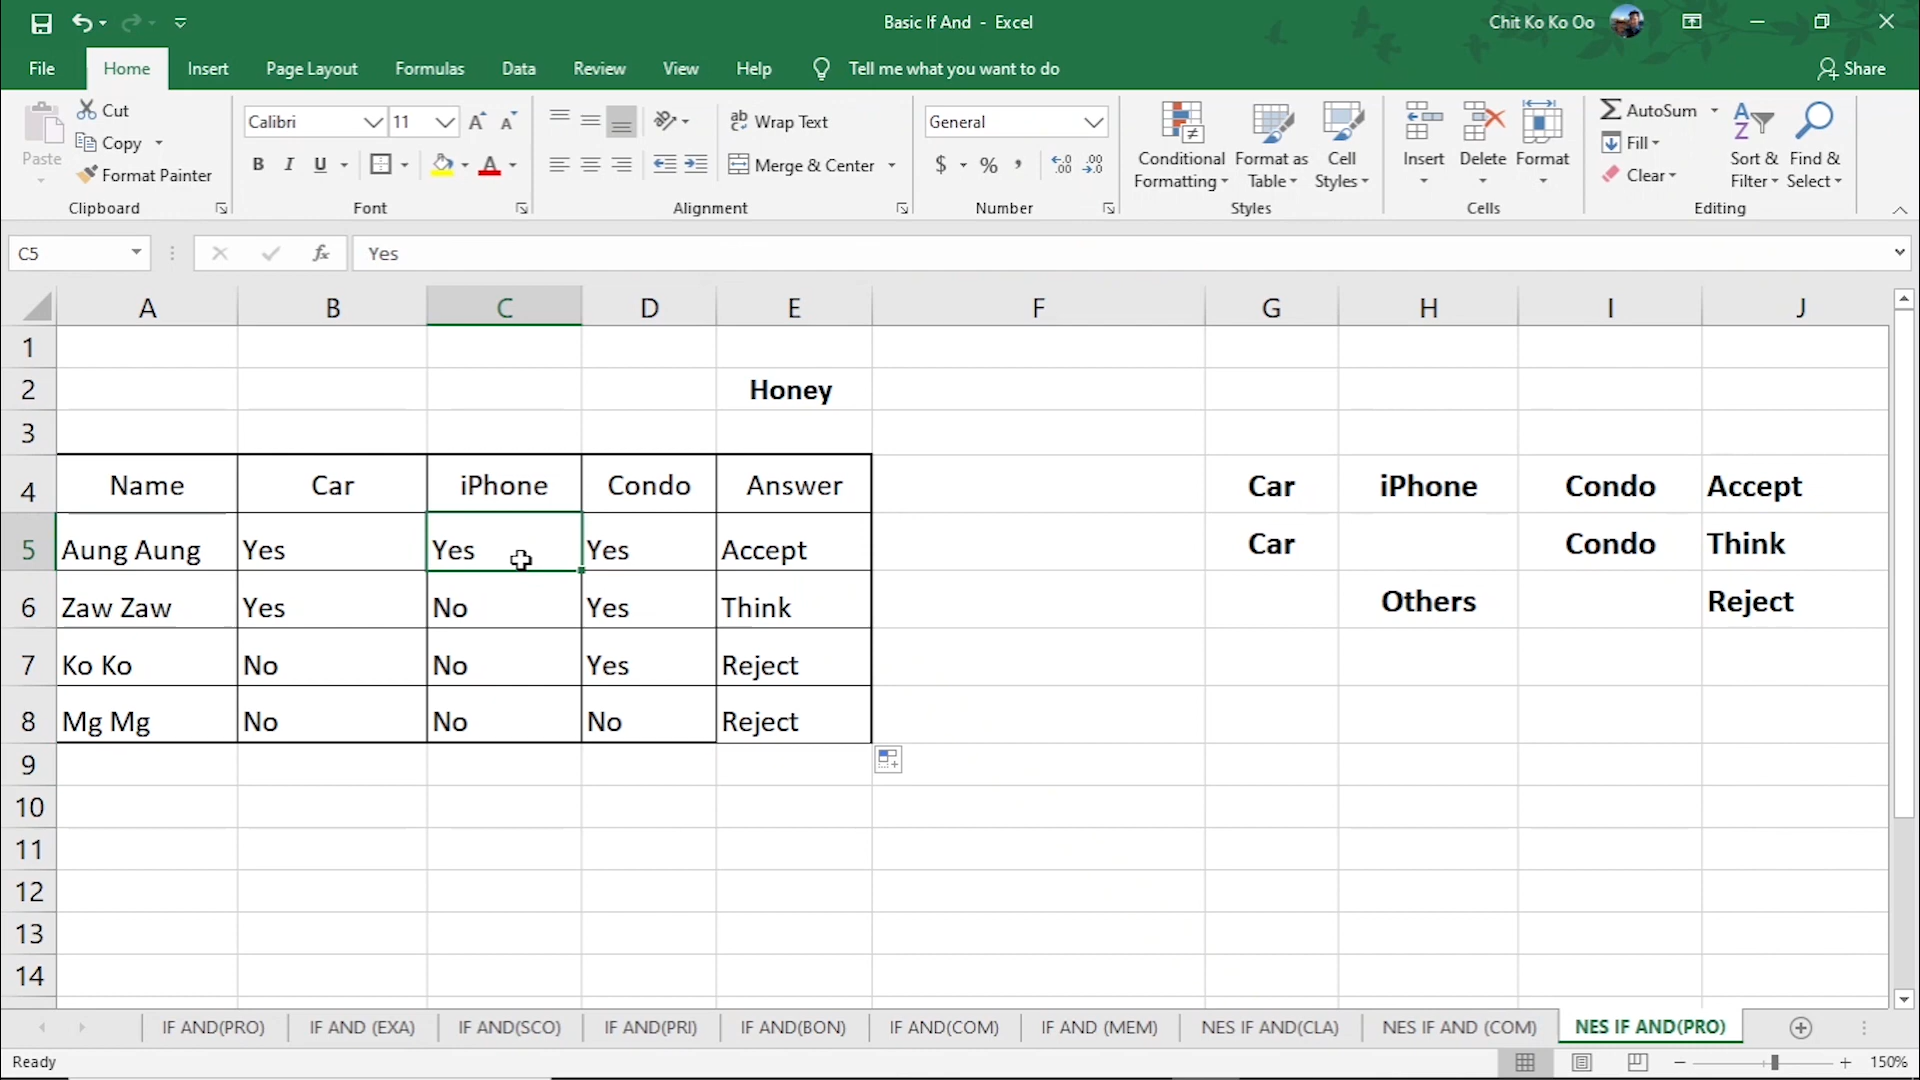 Basic If And - Excel
Chit Ko Ko Oo
File Home Insert Page Layout Formulas Data Review View Help Tell me what you want to do Share
Paste
Cut
Copy
Format Painter
Clipboard
Calibri 11
B I U
Font
Wrap Text
Merge & Center
Alignment
General
$ % ,
Number
Conditional Formatting
Format as Table
Cell Styles
Styles
Insert
Delete
Format
Cells
AutoSum
Fill
Clear
Sort & Filter
Find & Select
Editing
C5 fx Yes
A B C D E F G H I J
1
2 Honey
3
4 Name Car iPhone Condo Answer Car iPhone Condo Accept
5 Aung Aung Yes Yes Yes Accept Car Condo Think
6 Zaw Zaw Yes No Yes Think Others Reject
7 Ko Ko No No Yes Reject
8 Mg Mg No No No Reject
9
10
11
12
13
14
IF AND(PRO) IF AND (EXA) IF AND(SCO) IF AND(PRI) IF AND(BON) IF AND(COM) IF AND (MEM) NES IF AND(CLA) NES IF AND (COM) NES IF AND(PRO)
Ready 150%